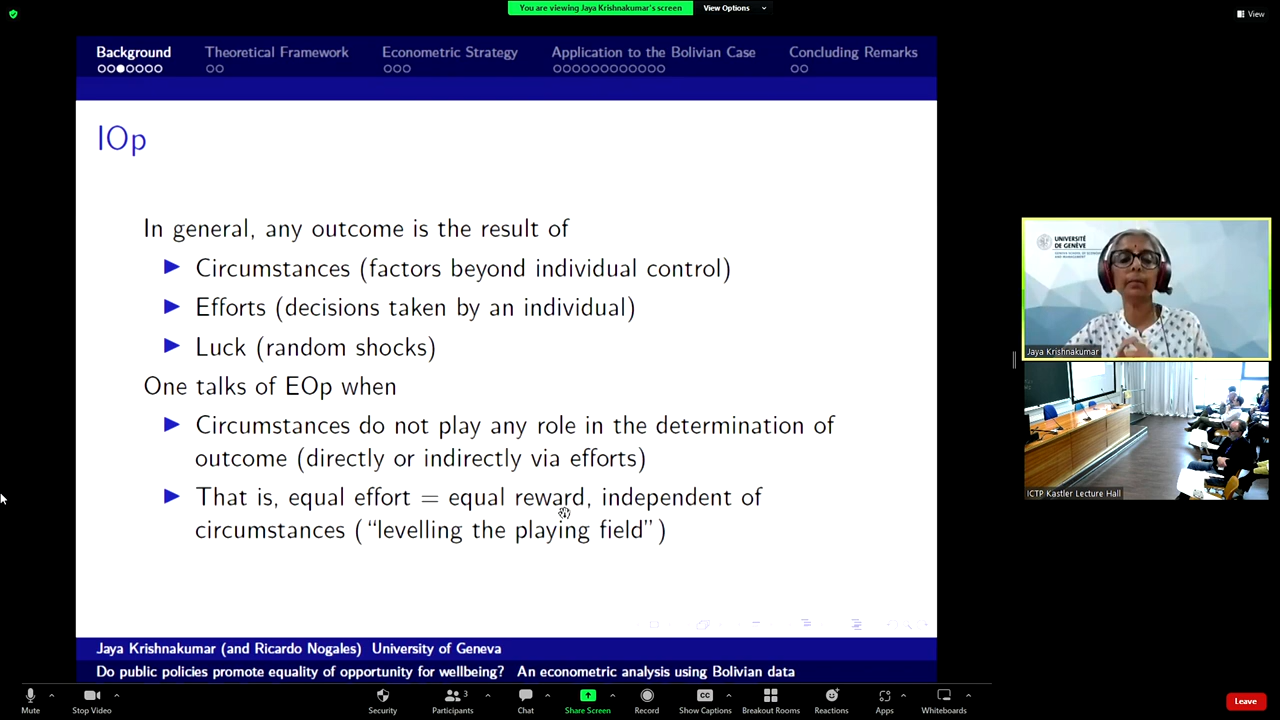 You are viewing Jaya Krishnakumar's screen
View Options
View
Background
Theoretical Framework
Econometric Strategy
Application to the Bolivian Case
Concluding Remarks
IOp
In general, any outcome is the result of
Circumstances (factors beyond individual control)
Efforts (decisions taken by an individual)
Luck (random shocks)
One talks of EOp when
Circumstances do not play any role in the determination of
outcome (directly or indirectly via efforts)
That is, equal effort = equal reward, independent of
circumstances (“levelling the playing field”)
UNIVERSITÉ
DE GENÈVE
Jaya Krishnakumar
ICTP Kastler Lecture Hall
Jaya Krishnakumar (and Ricardo Nogales) University of Geneva
Do public policies promote equality of opportunity for wellbeing? An econometric analysis using Bolivian data
Mute
Stop Video
Security
Participants
3
Chat
Share Screen
Record
CC
Show Captions
Breakout Rooms
Reactions
Apps
Whiteboards
Leave